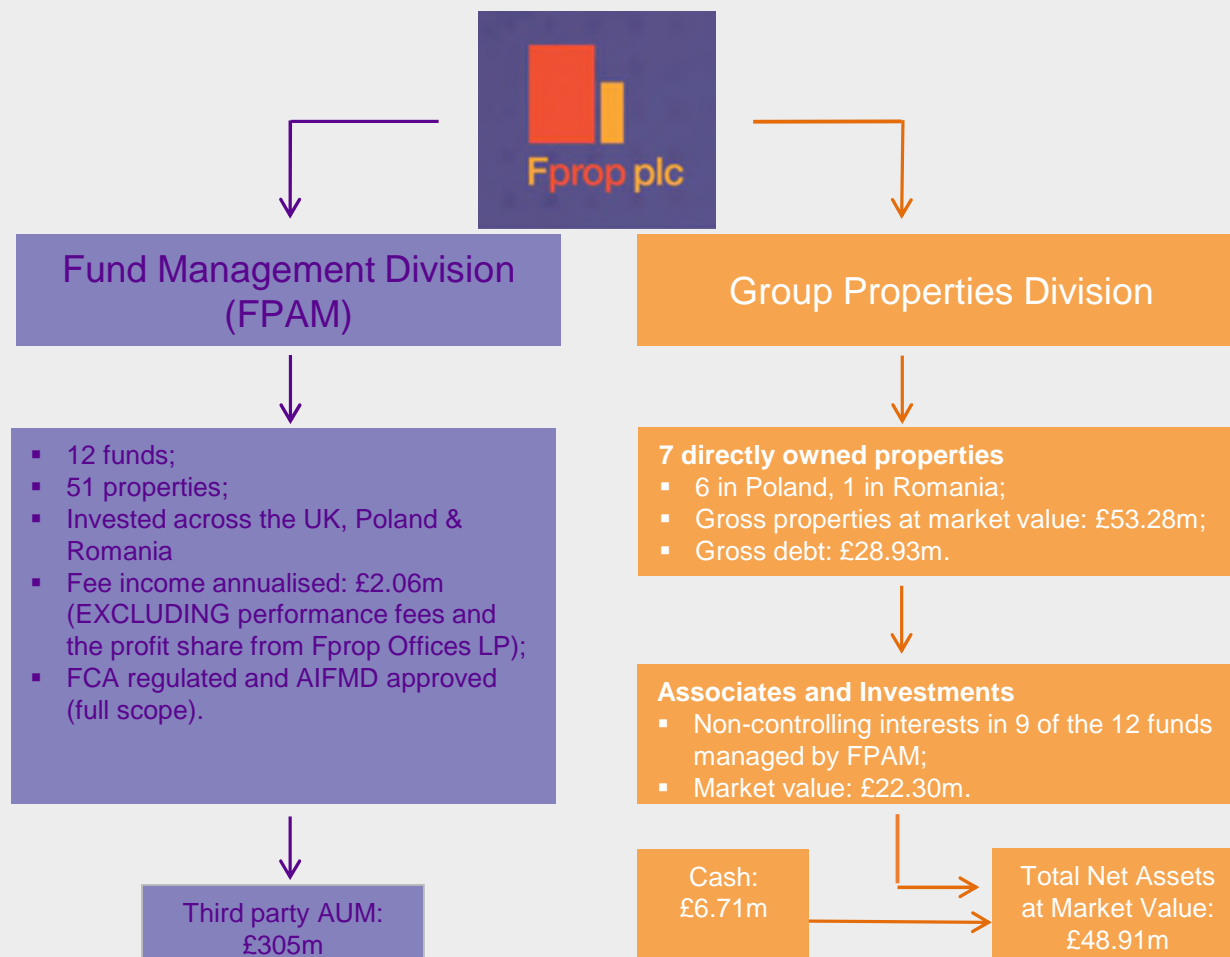 Fprop plc
Fund Management Division
(FPAM)
▪ 12 funds;
▪ 51 properties;
▪ Invested across the UK, Poland &
Romania
▪ Fee income annualised: £2.06m
(EXCLUDING performance fees and
the profit share from Fprop Offices LP);
▪ FCA regulated and AIFMD approved
(full scope).
Third party AUM:
£305m
Group Properties Division
7 directly owned properties
▪ 6 in Poland, 1 in Romania;
▪ Gross properties at market value: £53.28m;
▪ Gross debt: £28.93m.
Associates and Investments
▪ Non-controlling interests in 9 of the 12 funds
managed by FPAM;
▪ Market value: £22.30m.
Cash:
£6.71m
Total Net Assets
at Market Value:
£48.91m